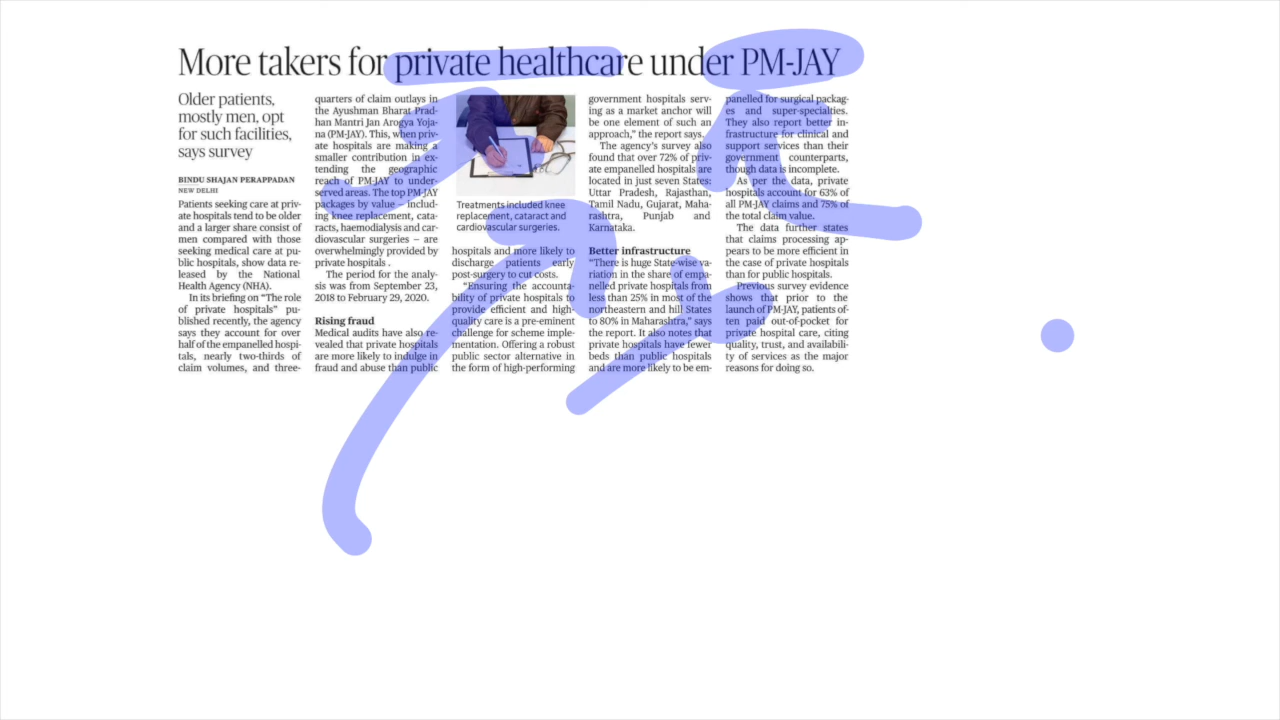 More takers for private healthcare under PM-JAY
Older patients,
mostly men, opt
for such facilities,
says survey
BINDU SHAJAN PERAPPADAN
NEW DELHI
Patients seeking care at priv-
ate hospitals tend to be older
and a larger share consist of
men compared with those
seeking medical care at pu-
blic hospitals, show data re-
leased by the National
Health Agency (NHA).
In its briefing on “The role
of private hospitals” pu-
blished recently, the agency
says they account for over
half of the empanelled hospi-
tals, nearly two-thirds of
claim volumes, and three-
quarters of claim outlays in
the Ayushman Bharat Prad-
han Mantri Jan Arogya Yoja-
na (PM-JAY). This, when priv-
ate hospitals are making a
smaller contribution in ex-
tending the geographic
reach of PM-JAY to under-
served areas. The top PM-JAY
packages by value – includ-
ing knee replacement, cata-
racts, haemodialysis and car-
diovascular surgeries – are
overwhelmingly provided by
private hospitals .
The period for the analy-
sis was from September 23,
2018 to February 29, 2020.
Rising fraud
Medical audits have also re-
vealed that private hospitals
are more likely to indulge in
fraud and abuse than public
Treatments included knee
replacement, cataract and
cardiovascular surgeries.
hospitals and more likely to
discharge patients early
post-surgery to cut costs.
“Ensuring the accounta-
bility of private hospitals to
provide efficient and high-
quality care is a pre-eminent
challenge for scheme imple-
mentation. Offering a robust
public sector alternative in
the form of high-performing
government hospitals serv-
ing as a market anchor will
be one element of such an
approach,” the report says.
The agency’s survey also
found that over 72% of priv-
ate empanelled hospitals are
located in just seven States:
Uttar Pradesh, Rajasthan,
Tamil Nadu, Gujarat, Maha-
rashtra, Punjab and
Karnataka.
Better infrastructure
“There is huge State-wise va-
riation in the share of empa-
nelled private hospitals from
less than 25% in most of the
northeastern and hill States
to 80% in Maharashtra,” says
the report. It also notes that
private hospitals have fewer
beds than public hospitals
and are more likely to be em-
panelled for surgical packag-
es and super-specialties.
They also report better in-
frastructure for clinical and
support services than their
government counterparts,
though data is incomplete.
As per the data, private
hospitals account for 63% of
all PM-JAY claims and 75% of
the total claim value.
The data further states
that claims processing ap-
pears to be more efficient in
the case of private hospitals
than for public hospitals.
Previous survey evidence
shows that prior to the
launch of PM-JAY, patients of-
ten paid out-of-pocket for
private hospital care, citing
quality, trust, and availabili-
ty of services as the major
reasons for doing so.